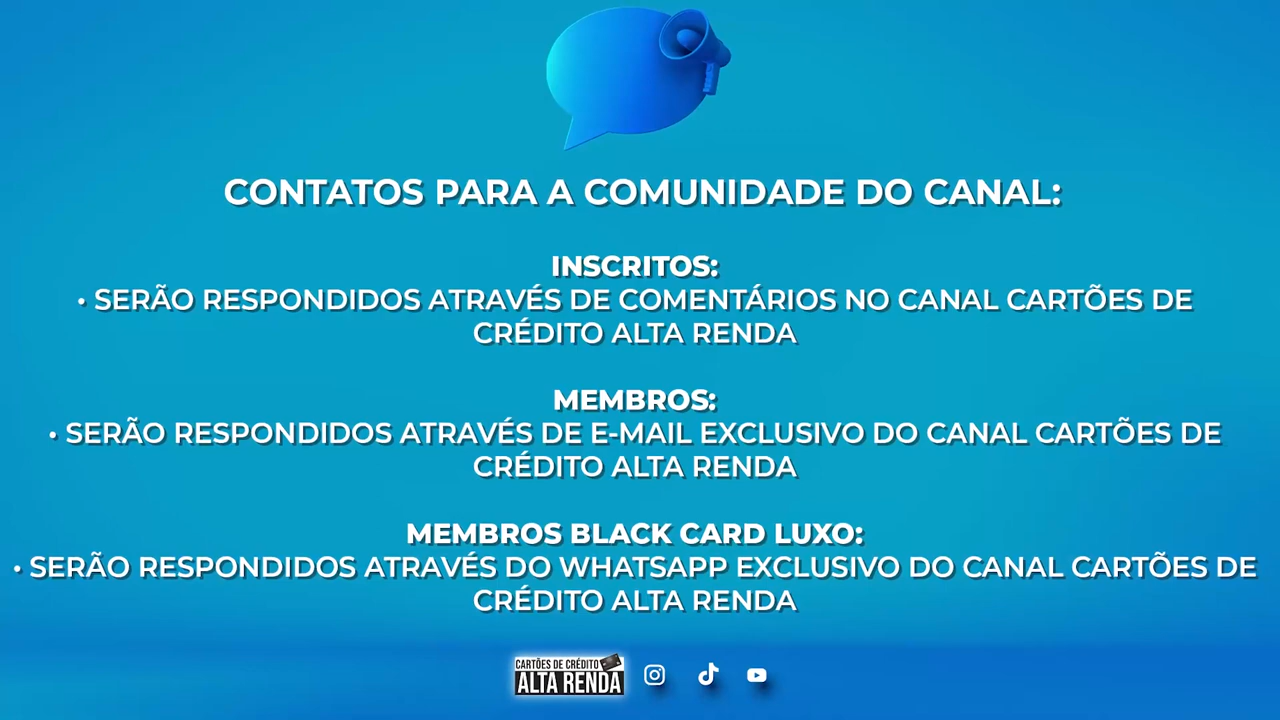 CONTATOS PARA A COMUNIDADE DO CANAL:
INSCRITOS:
• SERÃO RESPONDIDOS ATRAVÉS DE COMENTÁRIOS NO CANAL CARTÕES DE
CRÉDITO ALTA RENDA
MEMBROS:
• SERÃO RESPONDIDOS ATRAVÉS DE E-MAIL EXCLUSIVO DO CANAL CARTÕES DE
CRÉDITO ALTA RENDA
MEMBROS BLACK CARD LUXO:
• SERÃO RESPONDIDOS ATRAVÉS DO WHATSAPP EXCLUSIVO DO CANAL CARTÕES DE
CRÉDITO ALTA RENDA
CARTÕES DE CRÉDITO
ALTA RENDA